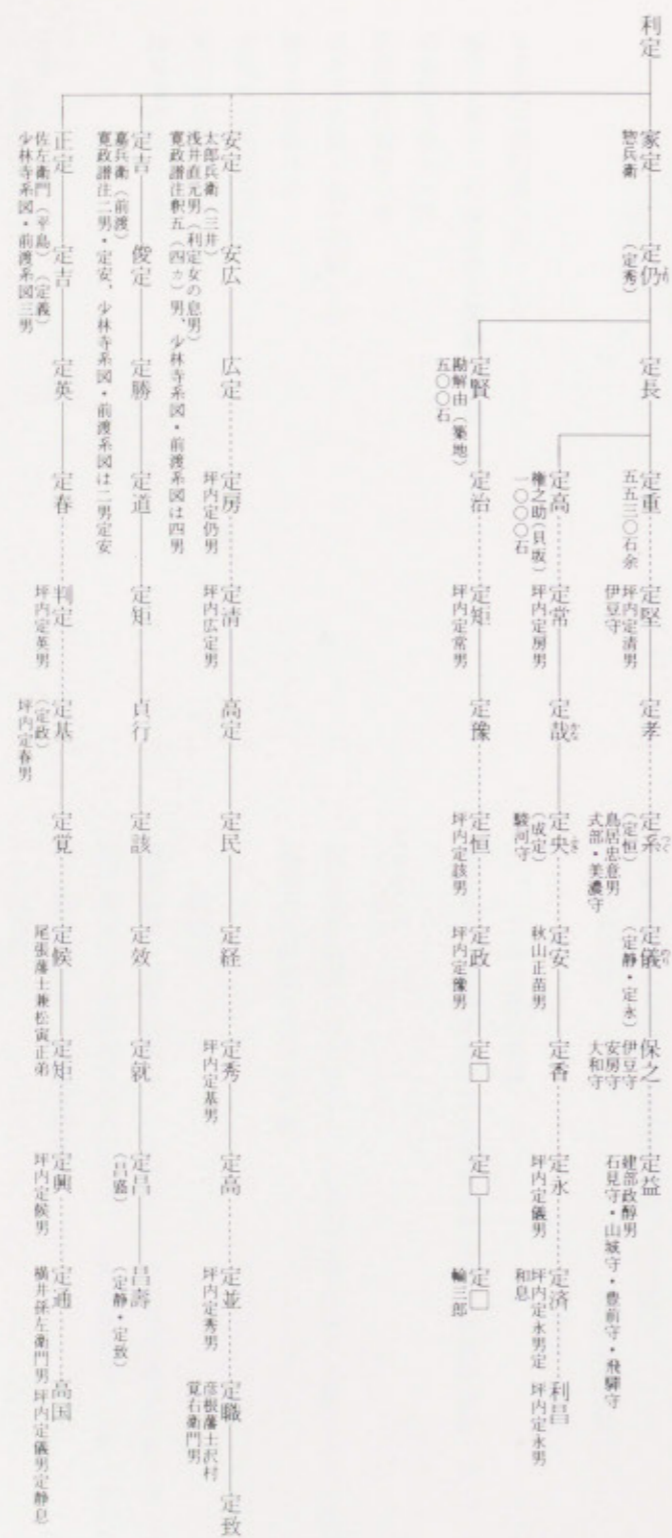 利定
家定
惣兵衛
定仍
(定秀)
定長
定重
五五三〇石余
定堅
坪内定清男
伊豆守
定孝
定系
(定恒)
鳥居忠意男
式部・美濃守
定儀
(定静・定永)
保之
伊豆守
安房守
大和守
定益
建部政醇男
石見守・山城守・豊前守・飛騨守
定高
権之助(貝坂)
一〇〇〇石
定常
坪内定房男
定哉
定央
(成定)
駿河守
定安
秋山正苗男
定香
定永
坪内定儀男
定済
坪内定永男定
和息
利昌
坪内定永男
定賢
勘解由(築地)
五〇〇石
定治
定矩
坪内定常男
定豫
定恒
坪内定該男
定政
坪内定豫男
定□
定□
定□
輪三郎
安定
太郎兵衛(三井)
浅井直元男(利定女の息男)
寛政譜注釈五(四ヵ)男、少林寺系図・前渡系図は四男
安広
広定
定房
坪内定仍男
定清
坪内広定男
高定
定民
定経
定秀
坪内定基男
定高
定並
坪内定秀男
定職
彦根藩士沢村
覚右衛門男
定致
定吉
嘉兵衛(前渡)
寛政譜注二男・定安、少林寺系図・前渡系図は二男定安
俊定
定勝
定道
定矩
貞行
定該
定效
定就
定昌
(昌盛)
昌壽
(定静・定致)
正定
佐左衛門(平島)
少林寺系図・前渡系図三男
定吉
(定義)
定英
定春
判定
坪内定英男
定基
(定政)
坪内定春男
定覚
定候
尾張藩士兼松寅正弟
定矩
定興
坪内定候男
定通
横井孫左衛門男
高国
坪内定儀男定静息